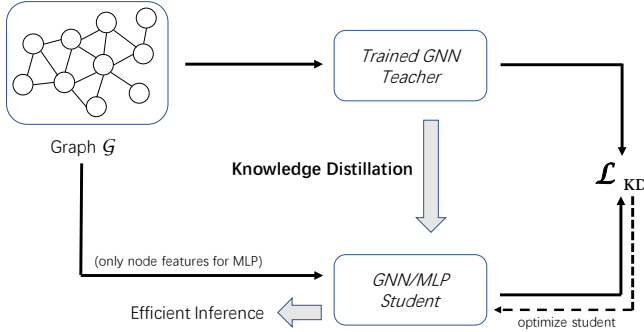 Trained GNN
Teacher
Graph 𝒢
Knowledge Distillation
ℒ KD
(only node features for MLP)
GNN/MLP
Student
Efficient Inference
optimize student